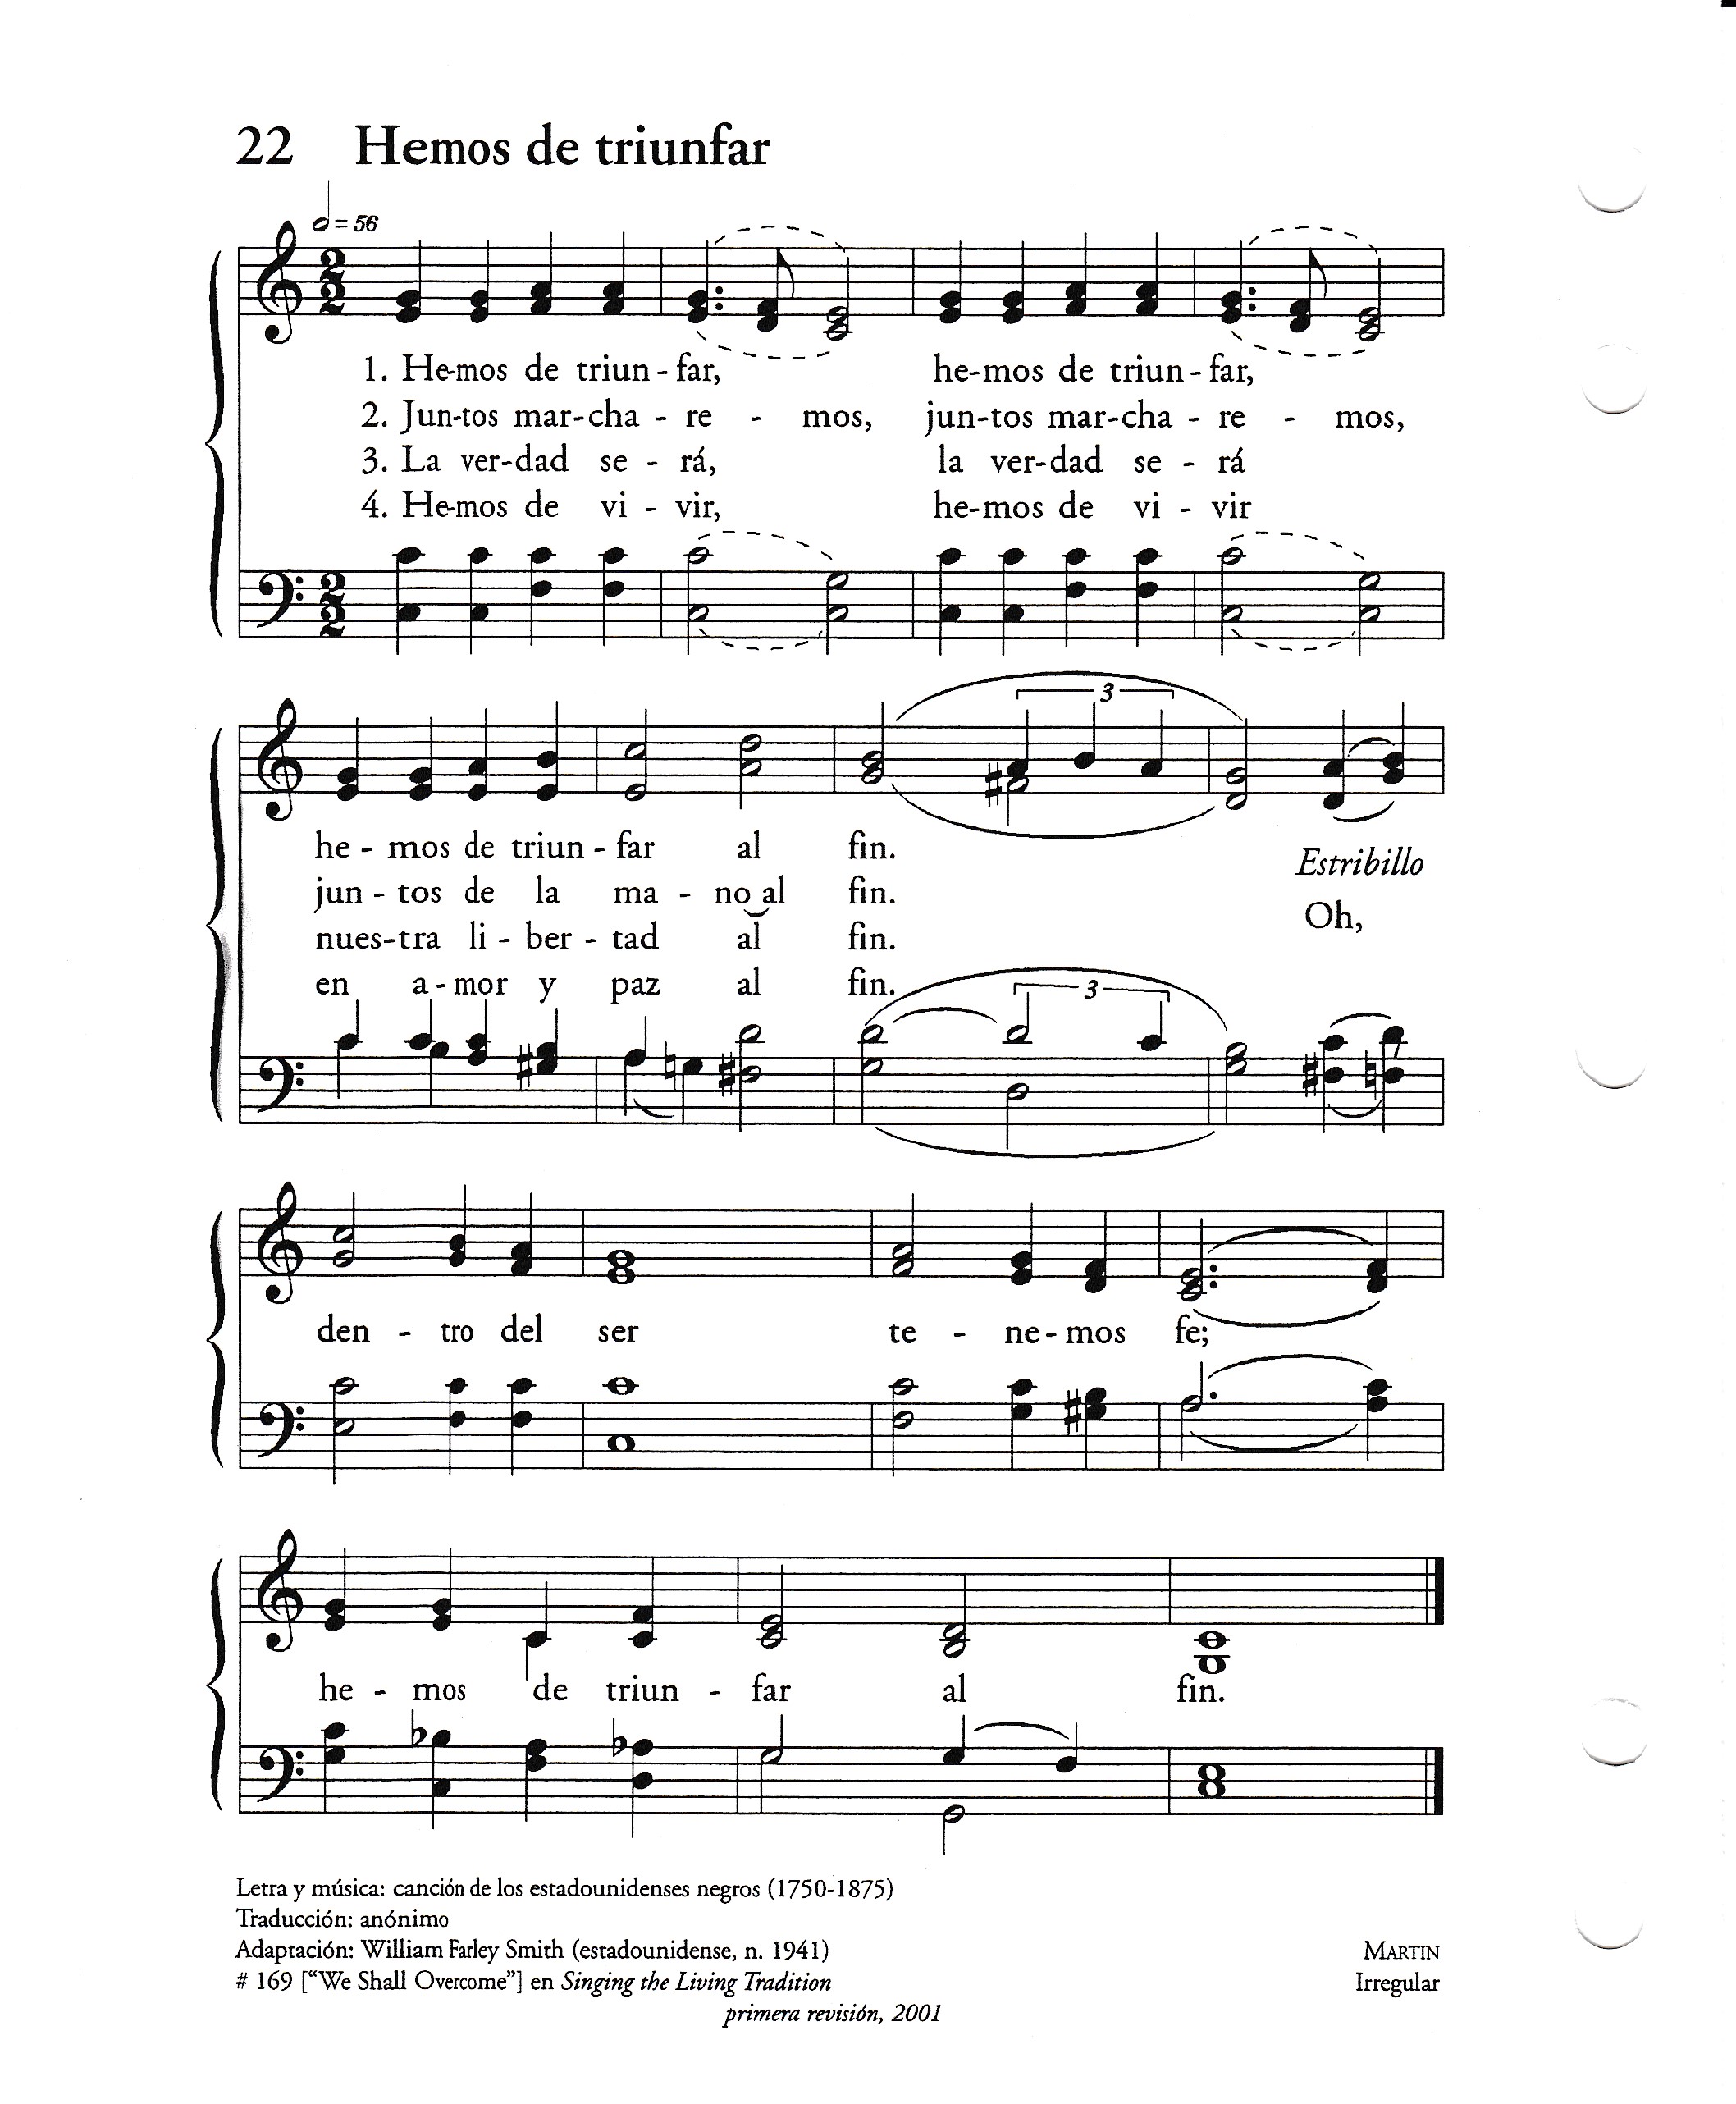 22 Hemos de triunfar
= 56
1. He-mos de triun - far, he-mos de triun - far,
2. Jun-tos mar-cha - re - mos, jun-tos mar-cha - re - mos,
3. La ver-dad se - rá, la ver-dad se - rá
4. He-mos de vi - vir, he-mos de vi - vir
3
he - mos de triun - far al fin.
Estribillo
jun - tos de la ma - no al fin.
Oh,
nues-tra li - ber - tad al fin.
en a - mor y paz al fin.
3
den - tro del ser te - ne - mos fe;
he - mos de triun - far al fin.
Letra y música: canción de los estadounidenses negros (1750-1875)
Traducción: anónimo
Adaptación: William Farley Smith (estadounidense, n. 1941) MARTIN
# 169 [“We Shall Overcome”] en Singing the Living Tradition Irregular
primera revisión, 2001